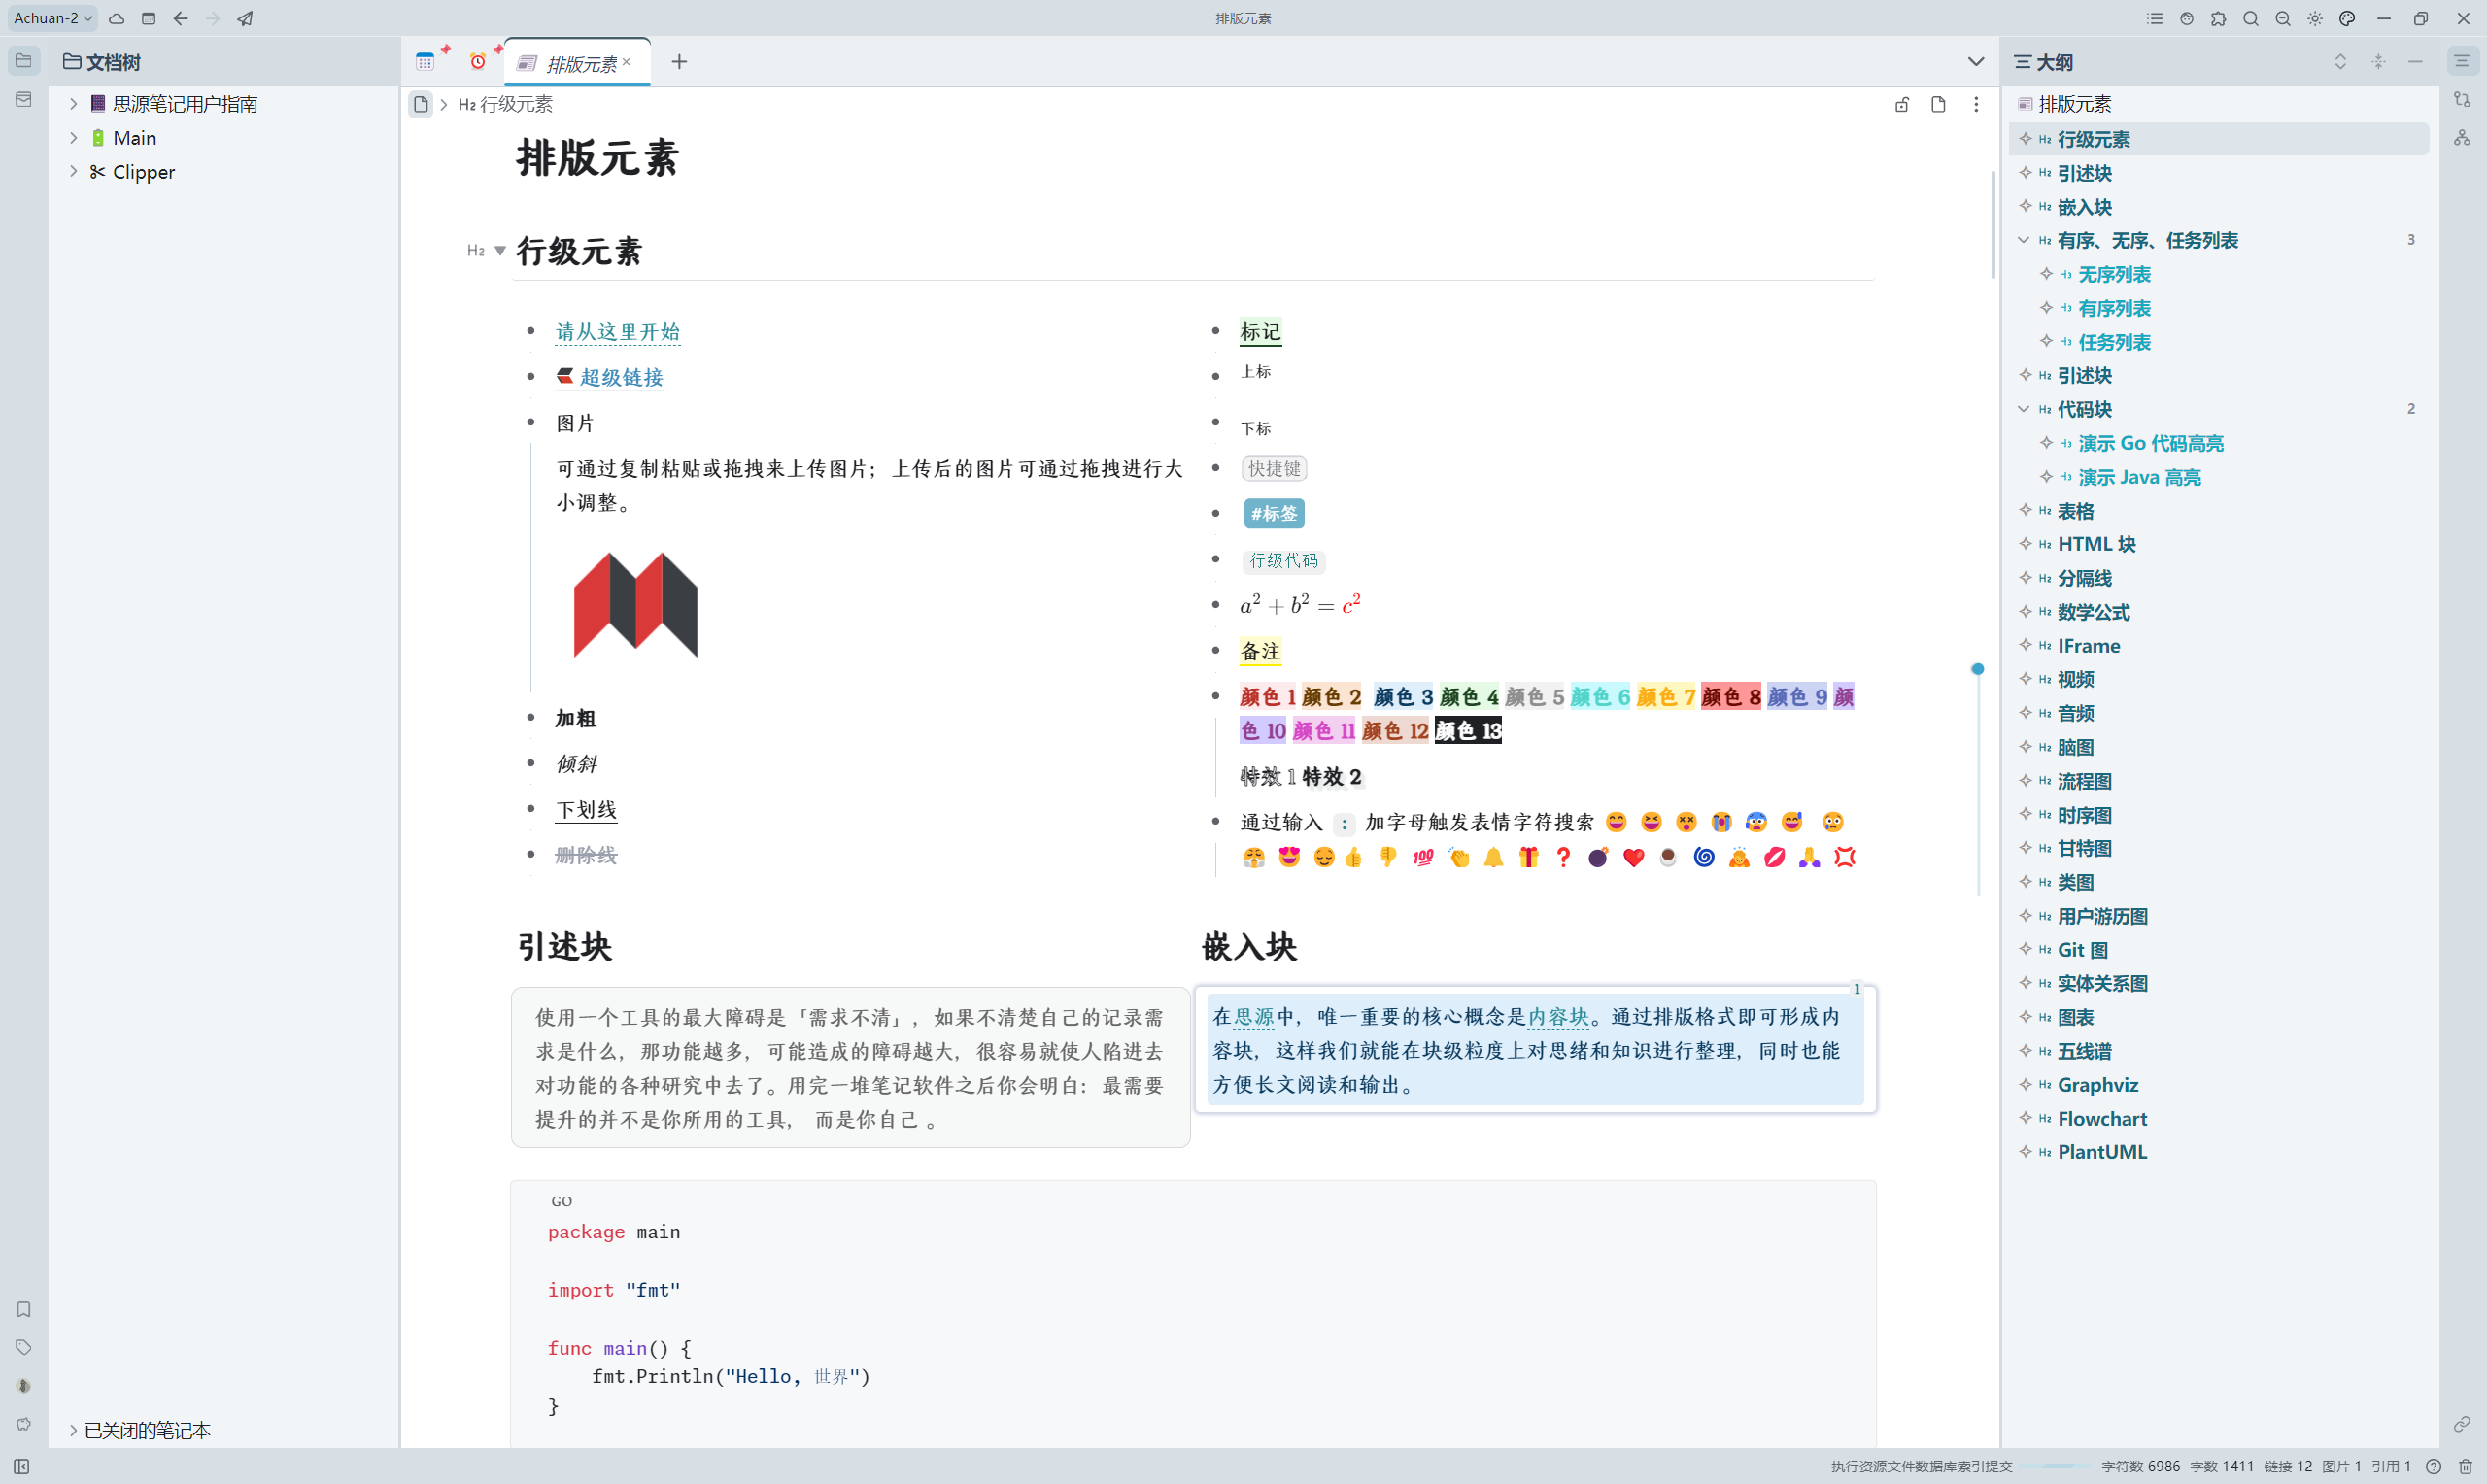 Achuan-2
排版元素
文档树
思源笔记用户指南
Main
Clipper
已关闭的笔记本
排版元素
H2 行级元素
排版元素
H2
行级元素
请从这里开始
超级链接
图片
可通过复制粘贴或拖拽来上传图片；上传后的图片可通过拖拽进行大
小调整。
加粗
倾斜
下划线
删除线
标记
上标
下标
快捷键
#标签
行级代码
a² + b² = c²
备注
颜色 1 颜色 2 颜色 3 颜色 4 颜色 5 颜色 6 颜色 7 颜色 8 颜色 9 颜
色 10 颜色 11 颜色 12 颜色 13
特效 1 特效 2
通过输入 : 加字母触发表情字符搜索 😄 😆 😵 😭 😰 😅 😢
😤 😍 😌 👍 👎 💯 👏 🔔 🎁 ❓ 💣 ❤️ ☕ 🌀 🙇 💋 🙏 💢
引述块
使用一个工具的最大障碍是「需求不清」，如果不清楚自己的记录需
求是什么，那功能越多，可能造成的障碍越大，很容易就使人陷进去
对功能的各种研究中去了。用完一堆笔记软件之后你会明白：最需要
提升的并不是你所用的工具， 而是你自己 。
嵌入块
1
在思源中，唯一重要的核心概念是内容块。通过排版格式即可形成内
容块，这样我们就能在块级粒度上对思绪和知识进行整理，同时也能
方便长文阅读和输出。
GO
package main
import "fmt"
func main() {
    fmt.Println("Hello, 世界")
}
大纲
排版元素
H2 行级元素
H2 引述块
H2 嵌入块
H2 有序、无序、任务列表 3
H3 无序列表
H3 有序列表
H3 任务列表
H2 引述块
H2 代码块 2
H3 演示 Go 代码高亮
H3 演示 Java 高亮
H2 表格
H2 HTML 块
H2 分隔线
H2 数学公式
H2 IFrame
H2 视频
H2 音频
H2 脑图
H2 流程图
H2 时序图
H2 甘特图
H2 类图
H2 用户游历图
H2 Git 图
H2 实体关系图
H2 图表
H2 五线谱
H2 Graphviz
H2 Flowchart
H2 PlantUML
执行资源文件数据库索引提交 字符数 6986 字数 1411 链接 12 图片 1 引用 1